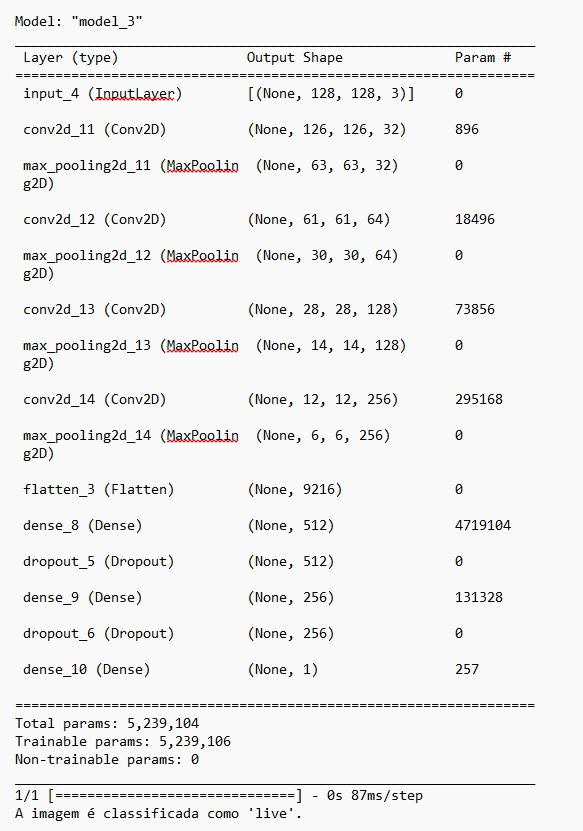 Model: "model_3"
Layer (type) Output Shape Param #
input_4 (InputLayer) [(None, 128, 128, 3)] 0
conv2d_11 (Conv2D) (None, 126, 126, 32) 896
max_pooling2d_11 (MaxPoolin (None, 63, 63, 32) 0
g2D)
conv2d_12 (Conv2D) (None, 61, 61, 64) 18496
max_pooling2d_12 (MaxPoolin (None, 30, 30, 64) 0
g2D)
conv2d_13 (Conv2D) (None, 28, 28, 128) 73856
max_pooling2d_13 (MaxPoolin (None, 14, 14, 128) 0
g2D)
conv2d_14 (Conv2D) (None, 12, 12, 256) 295168
max_pooling2d_14 (MaxPoolin (None, 6, 6, 256) 0
g2D)
flatten_3 (Flatten) (None, 9216) 0
dense_8 (Dense) (None, 512) 4719104
dropout_5 (Dropout) (None, 512) 0
dense_9 (Dense) (None, 256) 131328
dropout_6 (Dropout) (None, 256) 0
dense_10 (Dense) (None, 1) 257
=================================================================
Total params: 5,239,104
Trainable params: 5,239,106
Non-trainable params: 0
1/1 [==============================] - 0s 87ms/step
A imagem é classificada como 'live'.